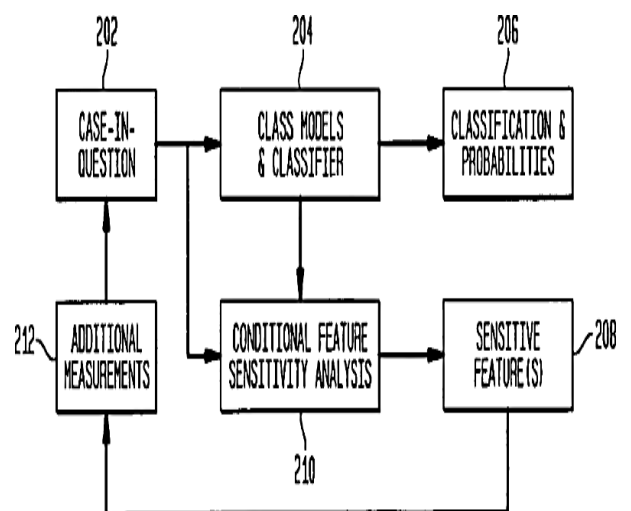 202
204
206
CASE-IN-
QUESTION
CLASS MODELS
& CLASSIFIER
CLASSIFICATION &
PROBABILITIES
212
ADDITIONAL
MEASUREMENTS
CONDITIONAL FEATURE
SENSITIVITY ANALYSIS
SENSITIVE
FEATURE(S)
208
210